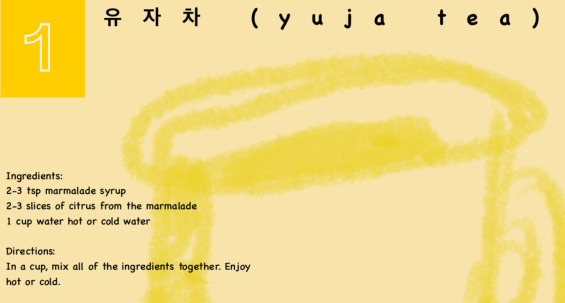 1
유자차 (yuja tea)
Ingredients:
2-3 tsp marmalade syrup
2-3 slices of citrus from the marmalade
1 cup water hot or cold water
Directions:
In a cup, mix all of the ingredients together. Enjoy
hot or cold.